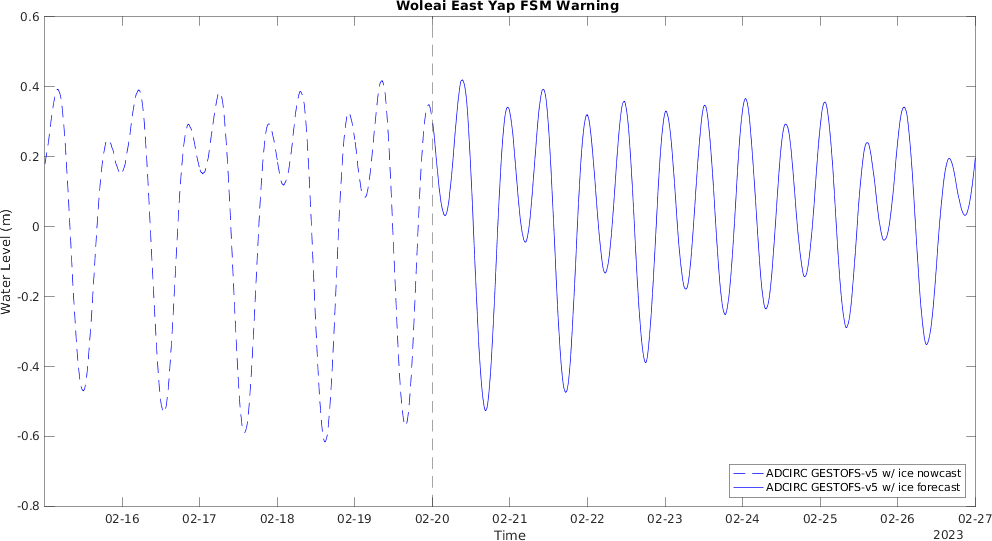 Woleai East Yap FSM Warning
0.6
0.4
0.2
0
-0.2
-0.4
-0.6
-0.8
Water Level (m)
ADCIRC GESTOFS-v5 w/ ice nowcast
ADCIRC GESTOFS-v5 w/ ice forecast
02-16 02-17 02-18 02-19 02-20 02-21 02-22 02-23 02-24 02-25 02-26 02-27
Time
2023